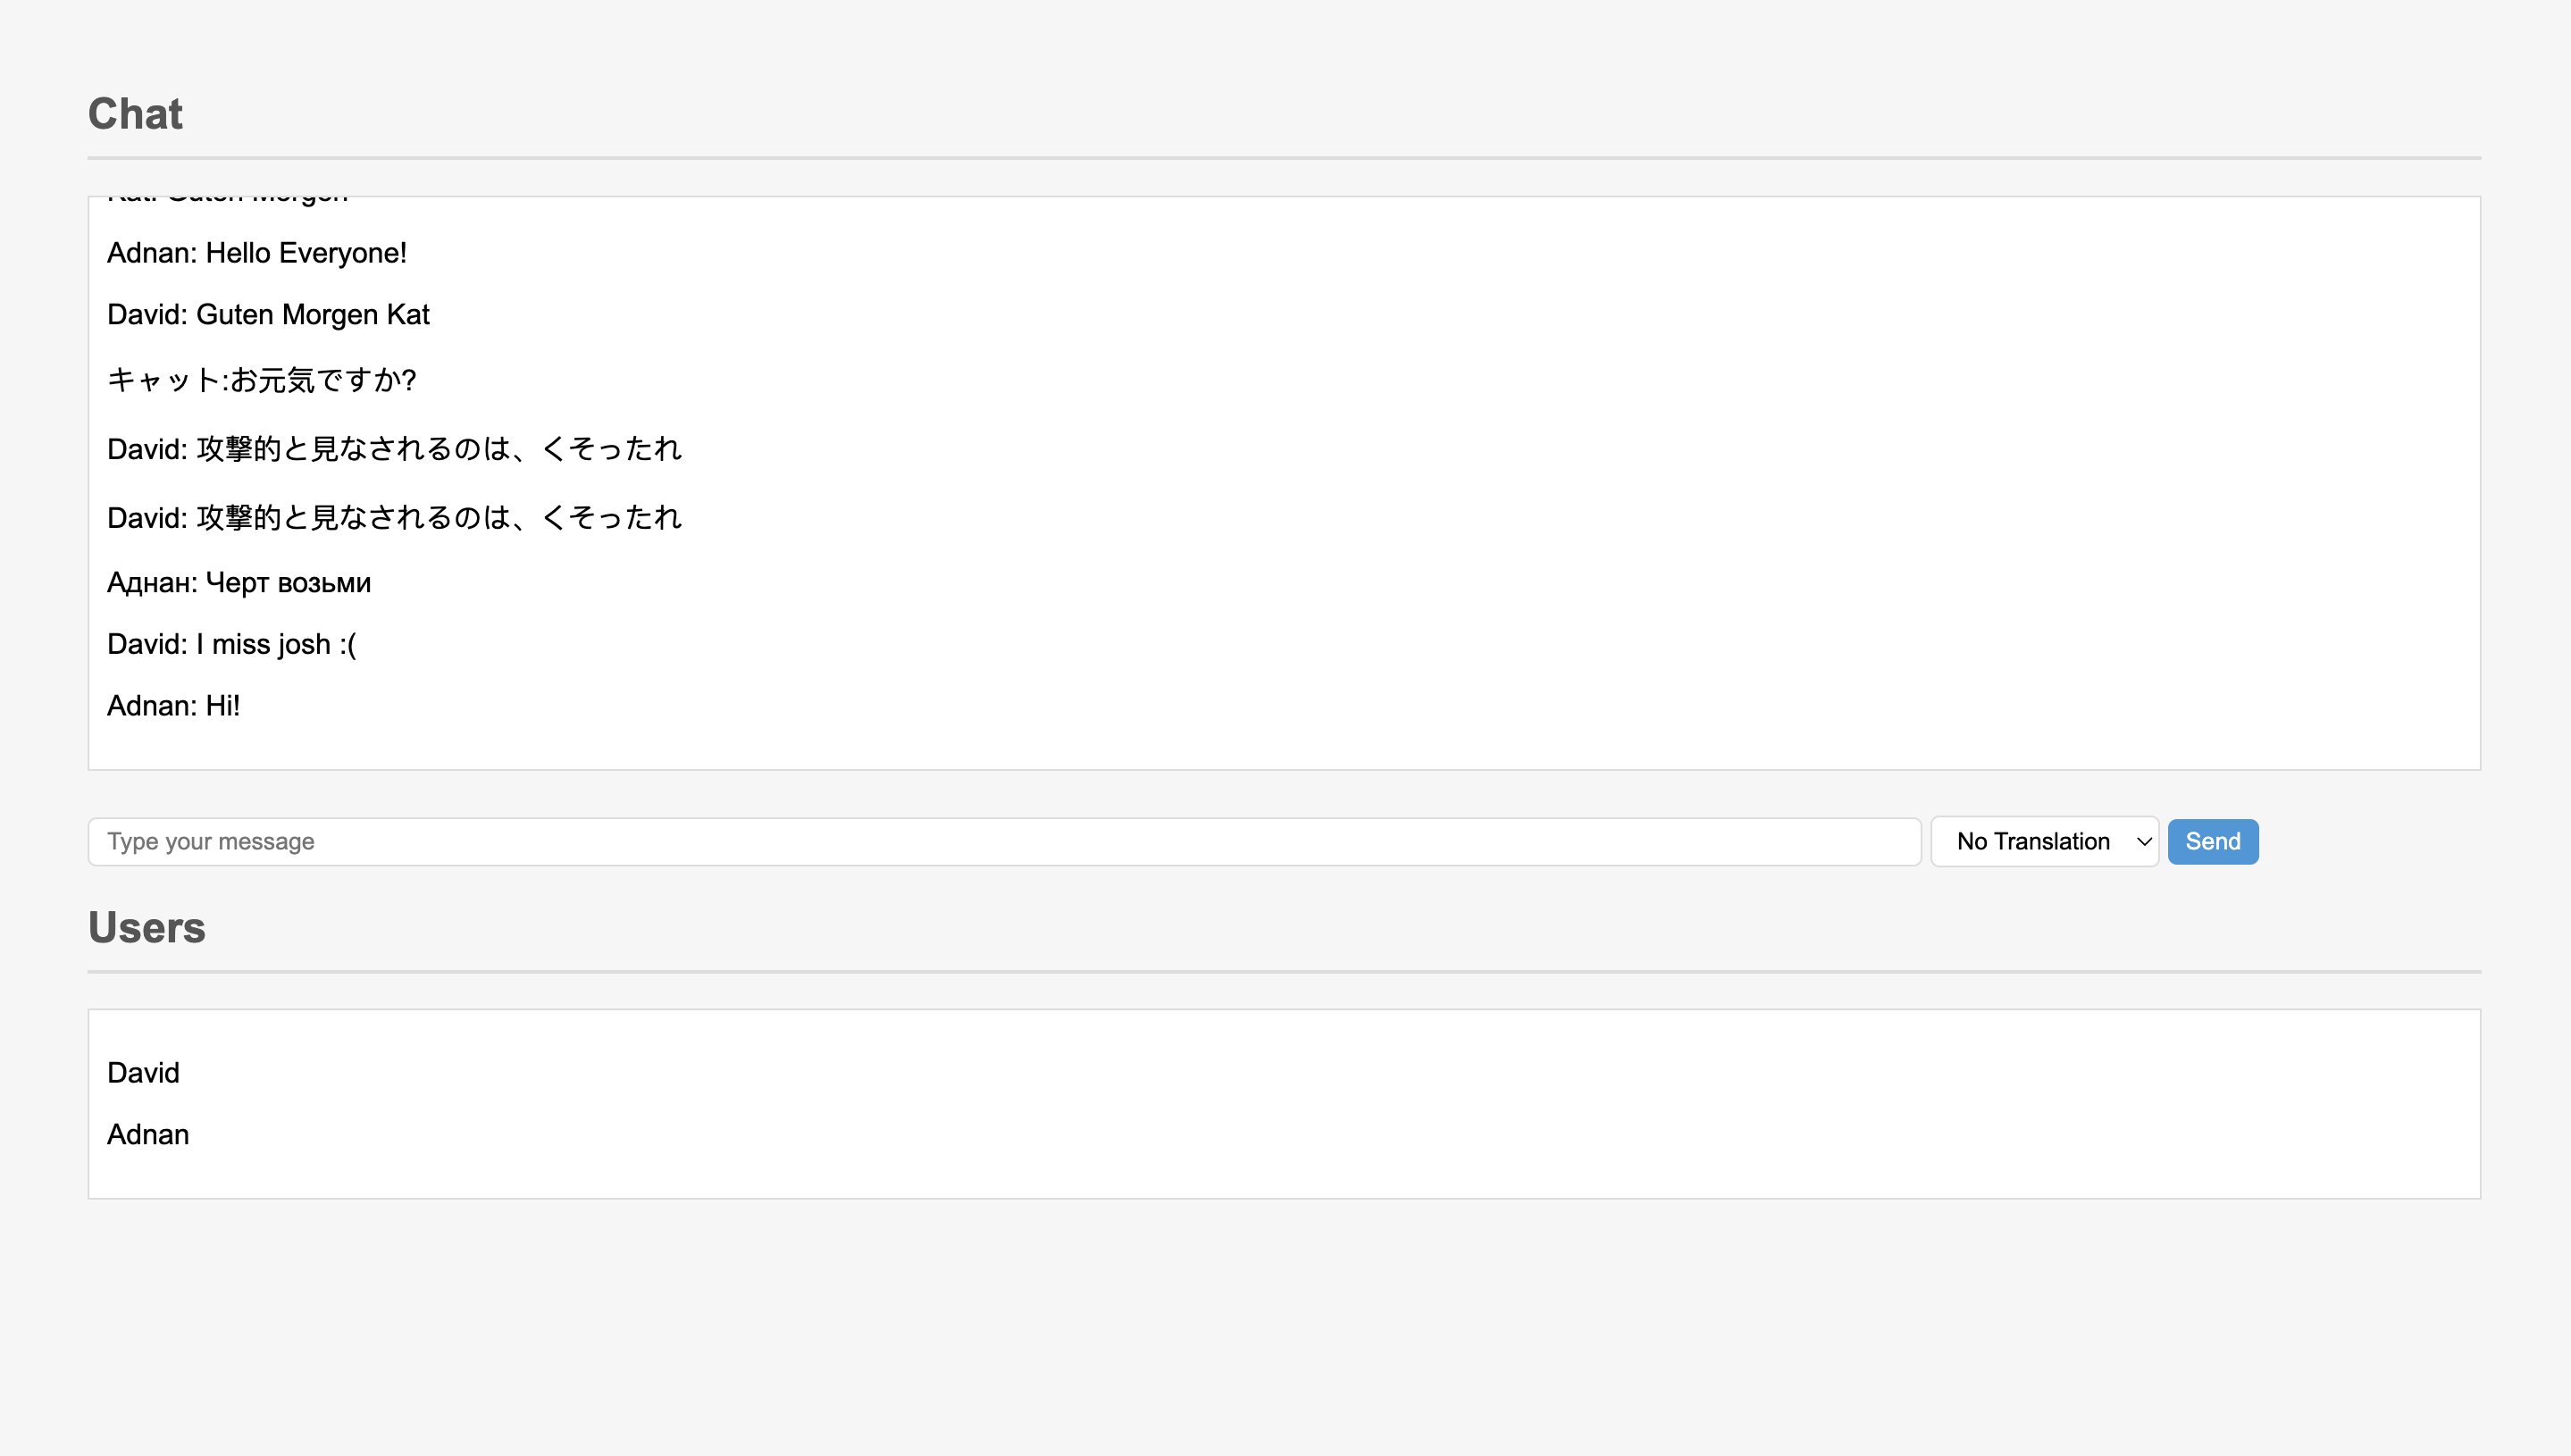 Chat
Kat: Guten Morgen
Adnan: Hello Everyone!
David: Guten Morgen Kat
キャット:お元気ですか?
David: 攻撃的と見なされるのは、くそったれ
David: 攻撃的と見なされるのは、くそったれ
Аднан: Черт возьми
David: I miss josh :(
Adnan: Hi!
Type your message
No Translation
Send
Users
David
Adnan